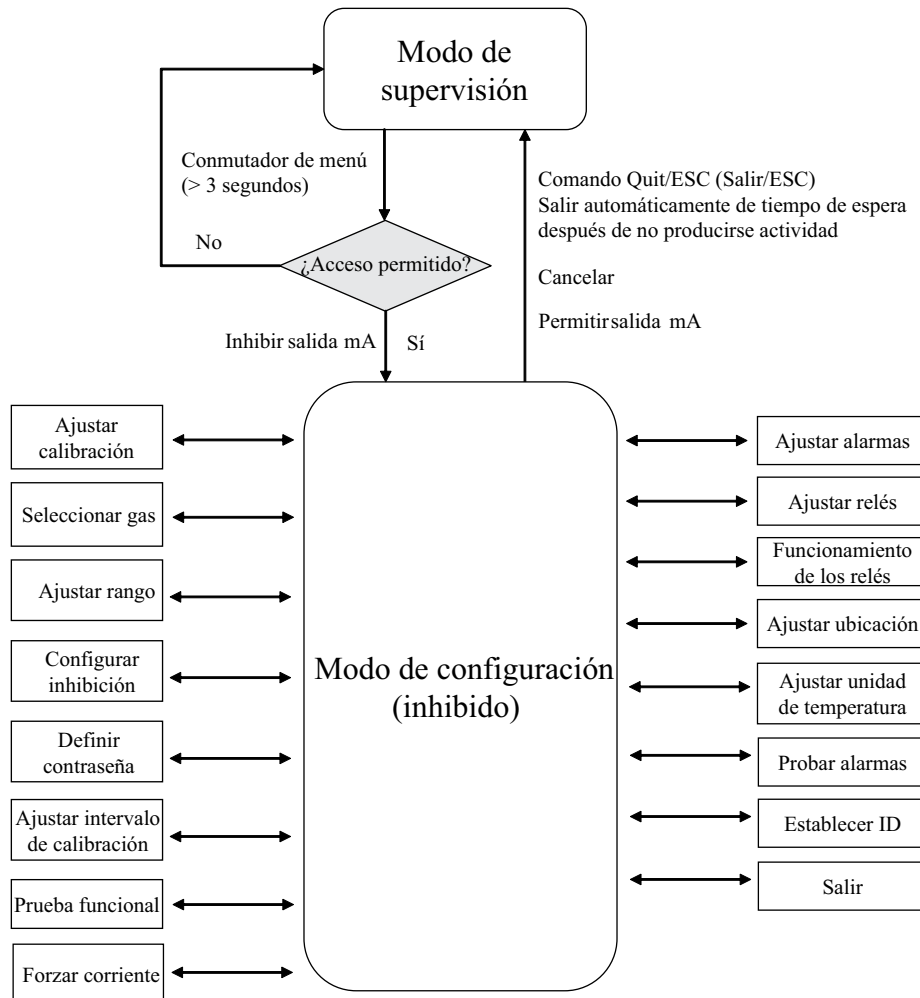 Modo de
supervisión
Conmutador de menú
(> 3 segundos)
No
¿Acceso permitido?
Comando Quit/ESC (Salir/ESC)
Salir automáticamente de tiempo de espera
después de no producirse actividad
Cancelar
Permitir salida mA
Inhibir salida mA
Sí
Ajustar
calibración
Seleccionar gas
Ajustar rango
Configurar
inhibición
Definir
contraseña
Ajustar intervalo
de calibración
Prueba funcional
Forzar corriente
Modo de configuración
(inhibido)
Ajustar alarmas
Ajustar relés
Funcionamiento
de los relés
Ajustar ubicación
Ajustar unidad
de temperatura
Probar alarmas
Establecer ID
Salir